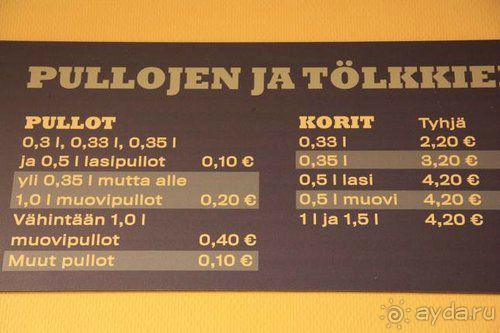 PULLOJEN JA TÖLKKIE
PULLOT
0,3 l, 0,33 l, 0,35 l
ja 0,5 l lasipullot 0,10 €
yli 0,35 l mutta alle
1,0 l muovipullot 0,20 €
Vähintään 1,0 l
muovipullot 0,40 €
Muut pullot 0,10 €
KORIT Tyhjä
0,33 l 2,20 €
0,35 l 3,20 €
0,5 l lasi 4,20 €
0,5 l muovi 4,20 €
1 l ja 1,5 l 4,20 €
ayda.ru